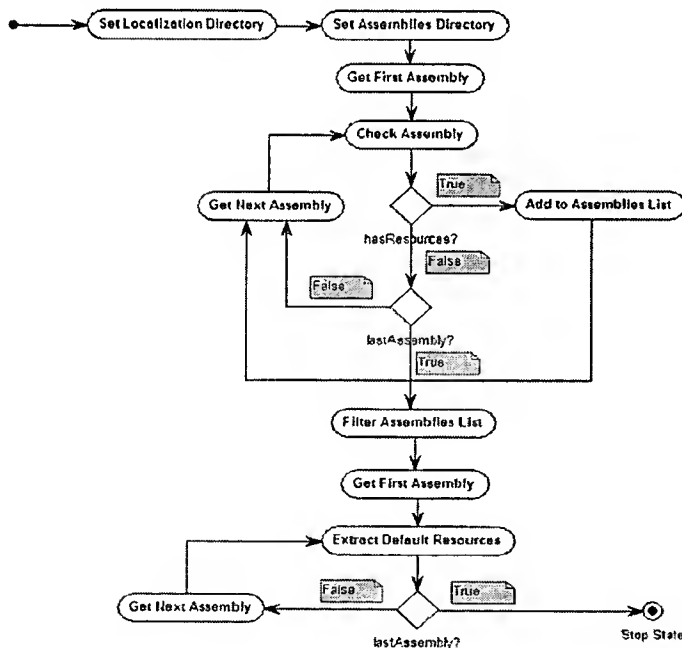 Set Localization Directory
Set Assemblies Directory
Get First Assembly
Check Assembly
True
Get Next Assembly
Add to Assemblies List
hasResources?
False
False
lastAssembly?
True
Filter Assemblies List
Get First Assembly
Extract Default Resources
False
True
Get Next Assembly
lastAssembly?
Stop State